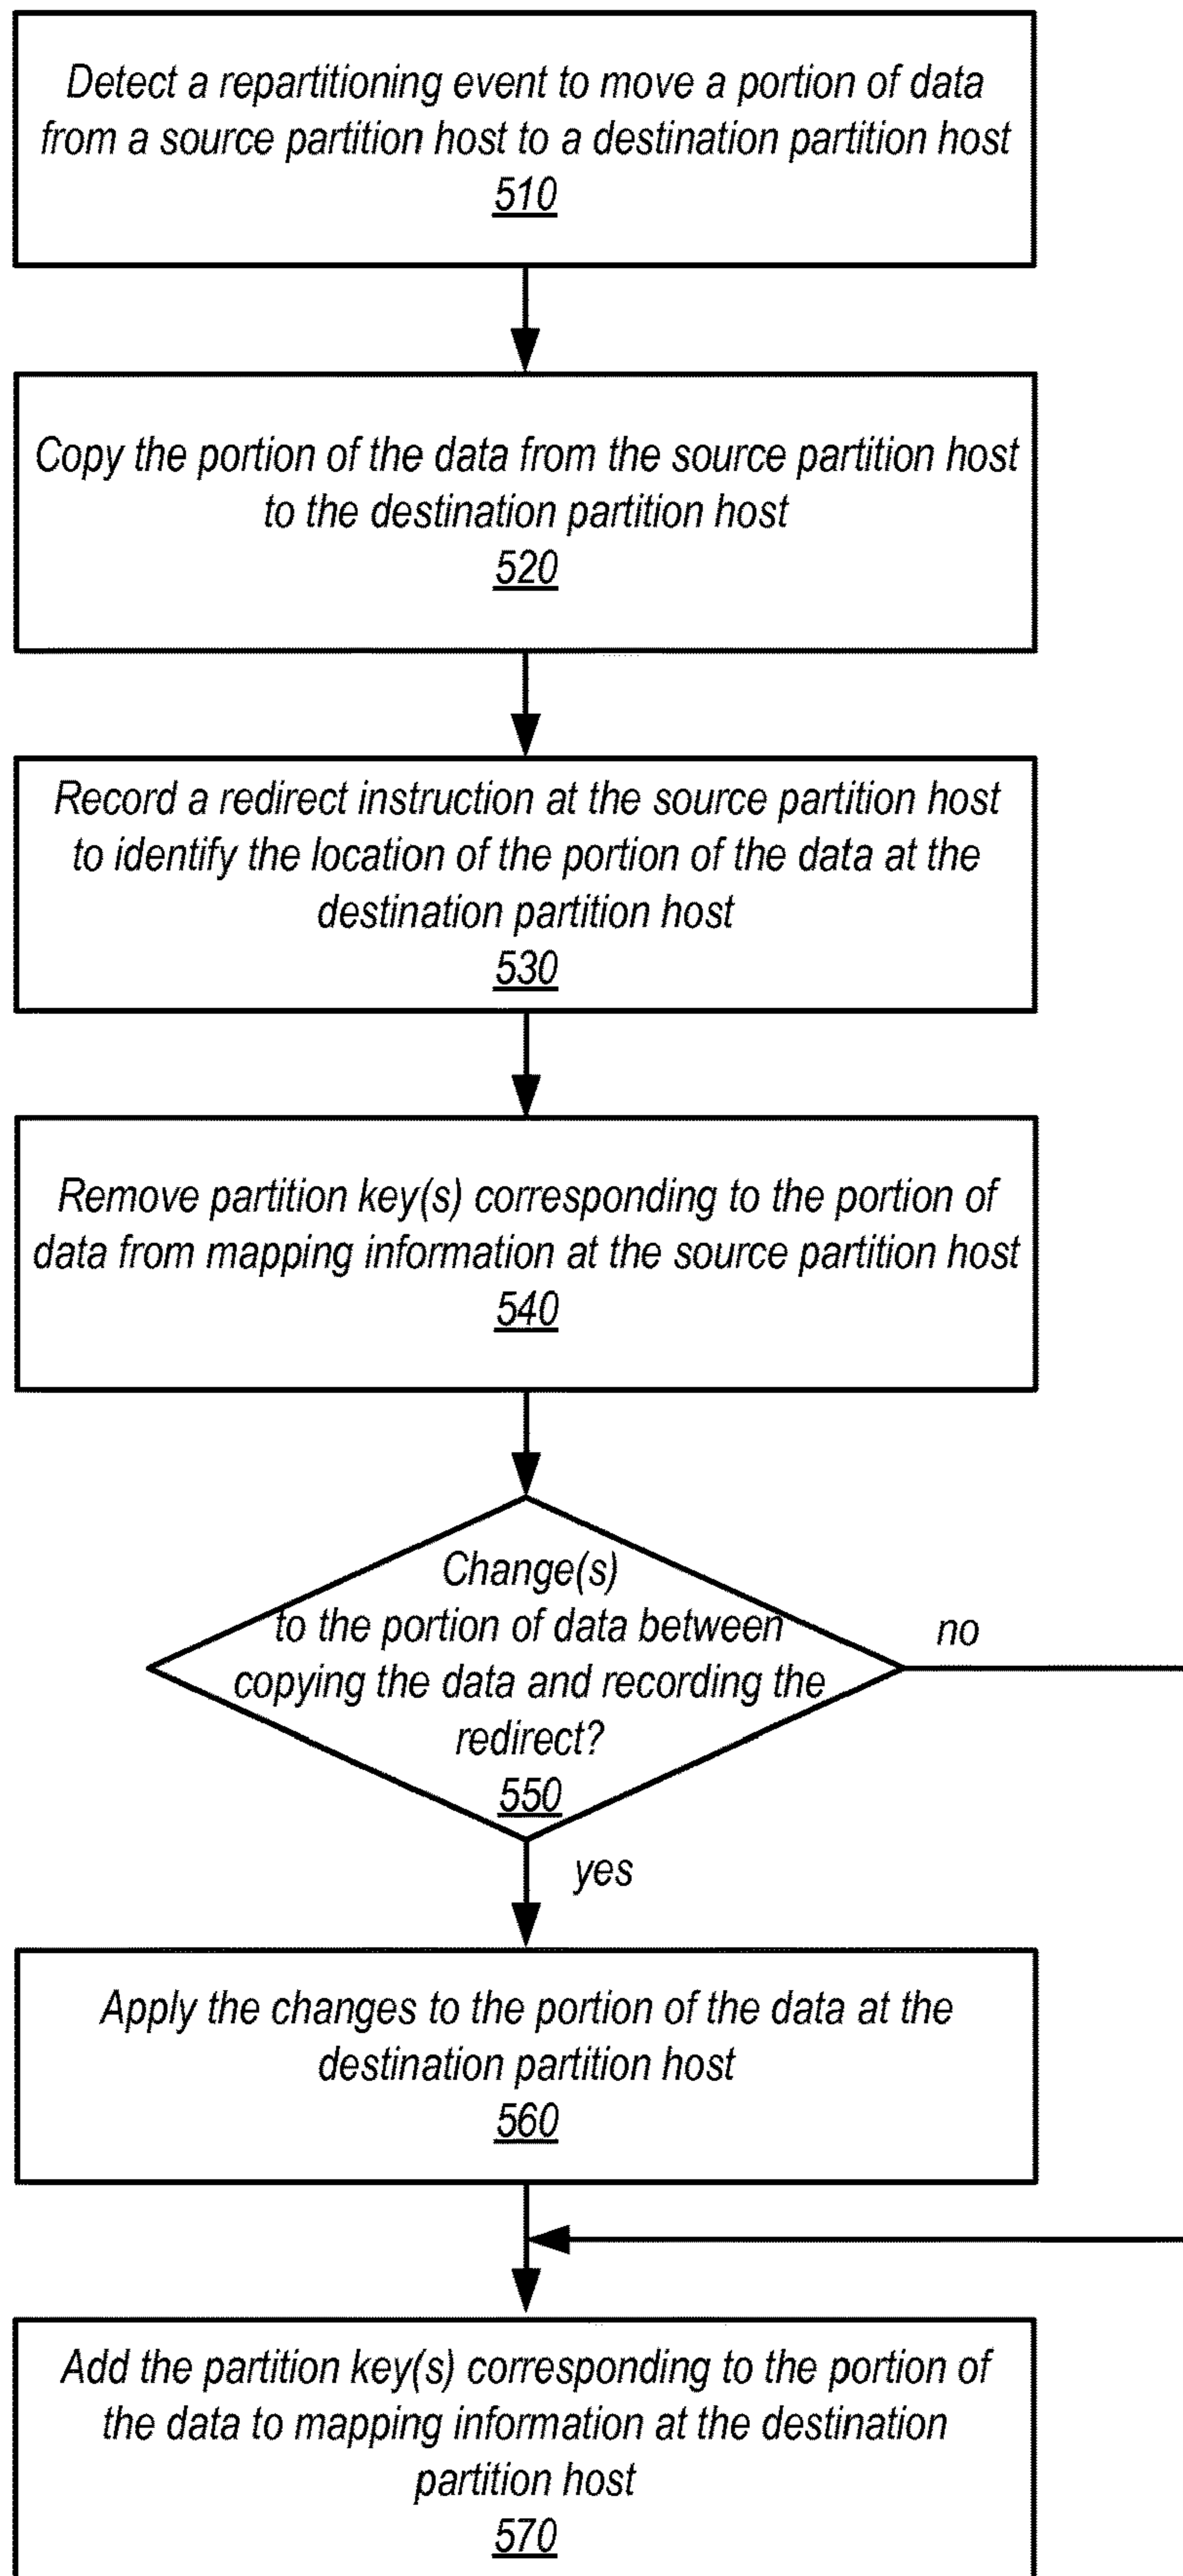 Detect a repartitioning event to move a portion of data
from a source partition host to a destination partition host
510
Copy the portion of the data from the source partition host
to the destination partition host
520
Record a redirect instruction at the source partition host
to identify the location of the portion of the data at the
destination partition host
530
Remove partition key(s) corresponding to the portion of
data from mapping information at the source partition host
540
Change(s)
to the portion of data between
copying the data and recording the
redirect?
550
no
yes
Apply the changes to the portion of the data at the
destination partition host
560
Add the partition key(s) corresponding to the portion of
the data to mapping information at the destination
partition host
570